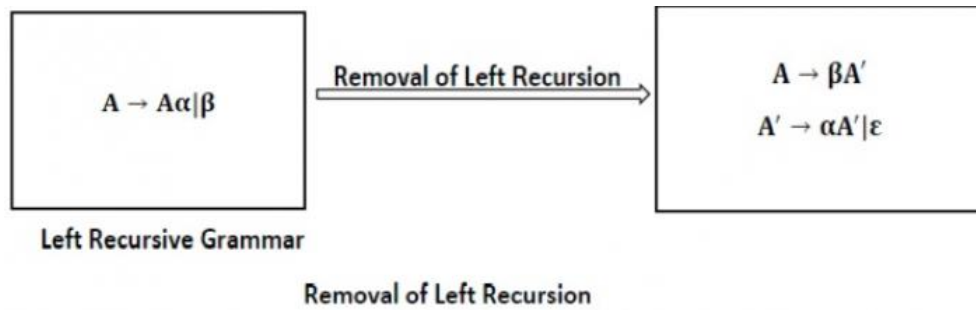 Removal of Left Recursion
A → Aα|β
A → βA′
A′ → αA′|ε
Left Recursive Grammar
Removal of Left Recursion